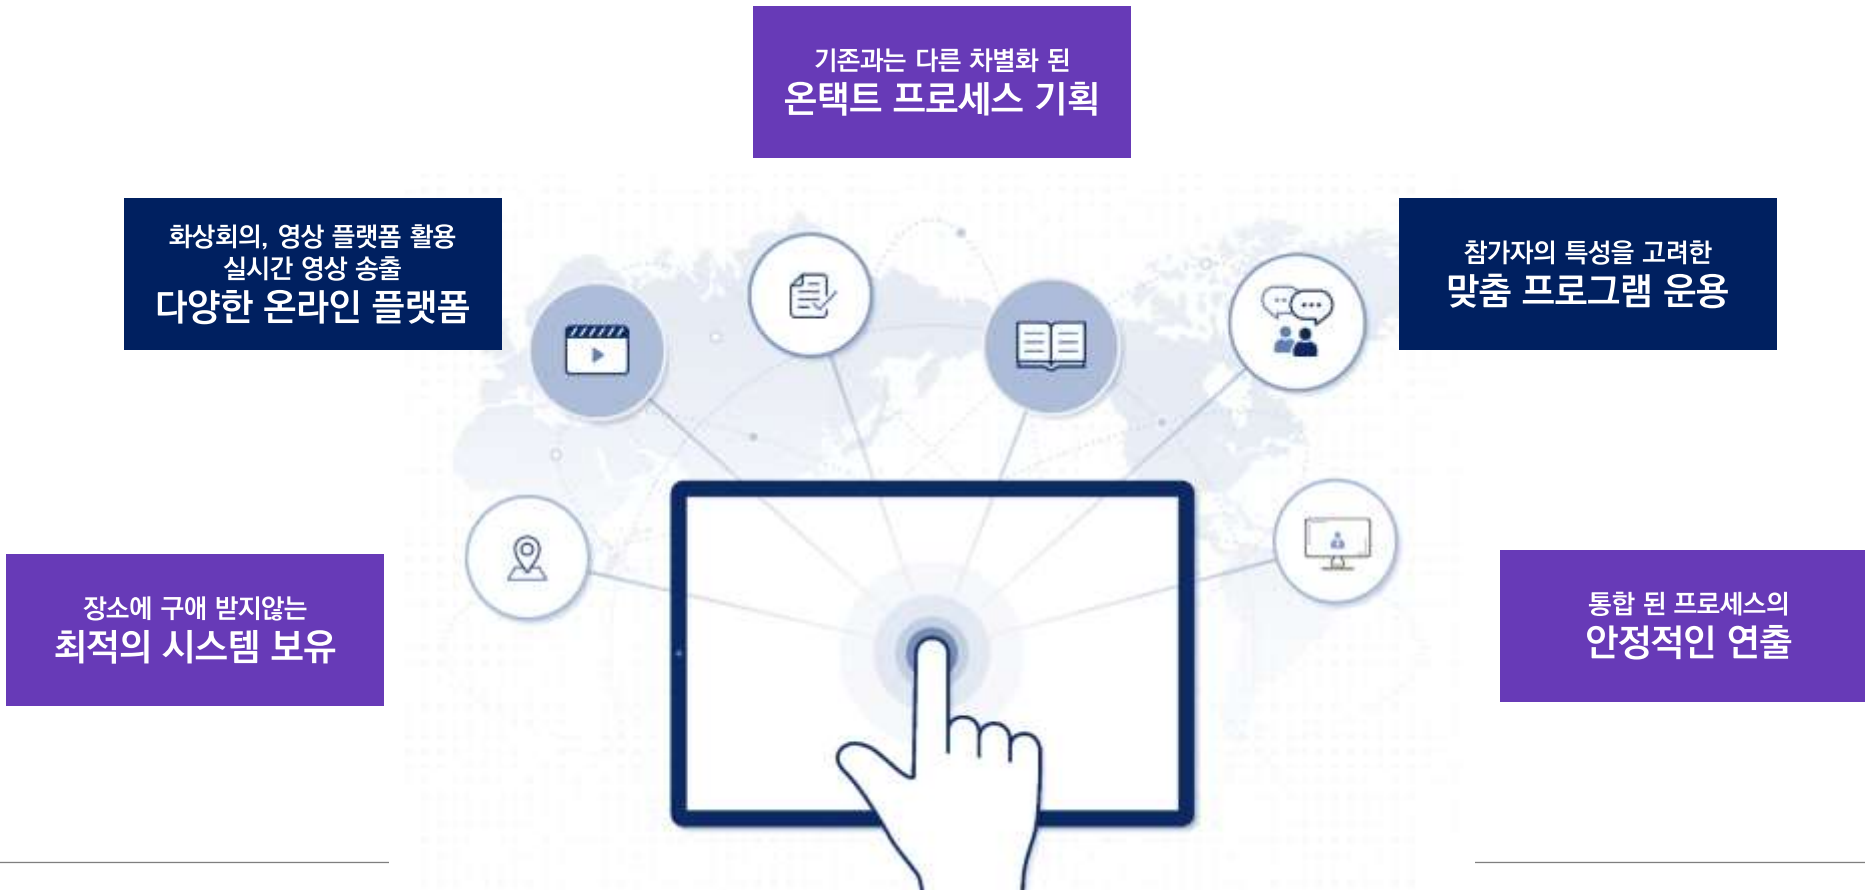 기존과는 다른 차별화 된
온택트 프로세스 기획
화상회의, 영상 플랫폼 활용
실시간 영상 송출
다양한 온라인 플랫폼
참가자의 특성을 고려한
맞춤 프로그램 운용
장소에 구애 받지않는
최적의 시스템 보유
통합 된 프로세스의
안정적인 연출